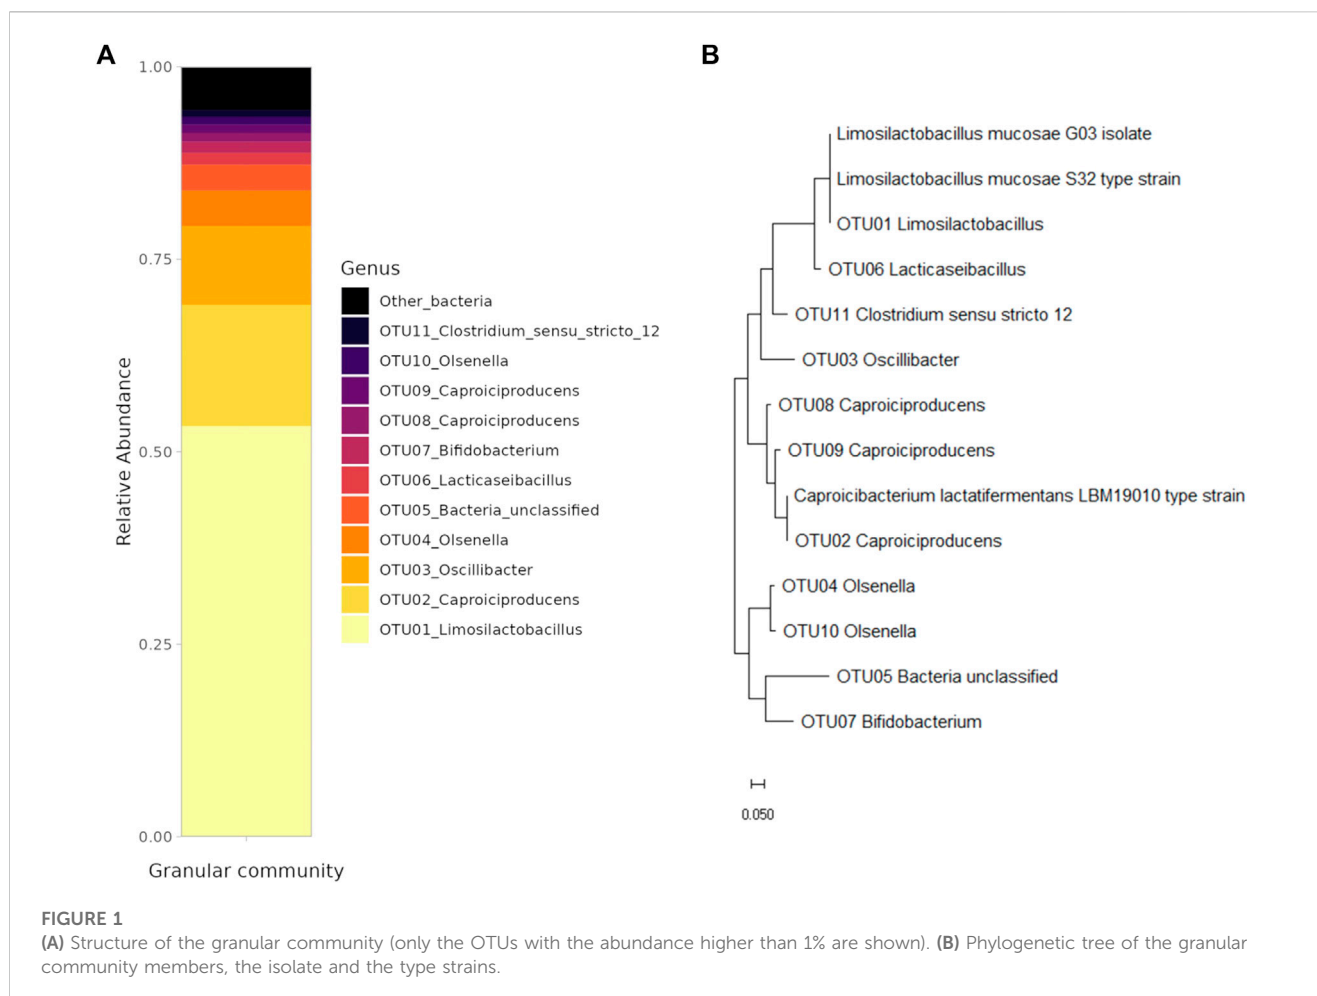 A
1.00
0.75
0.50
0.25
0.00
Relative Abundance
Granular community
Genus
Other_bacteria
OTU11_Clostridium_sensu_stricto_12
OTU10_Olsenella
OTU09_Caproiciproducens
OTU08_Caproiciproducens
OTU07_Bifidobacterium
OTU06_Lacticaseibacillus
OTU05_Bacteria_unclassified
OTU04_Olsenella
OTU03_Oscillibacter
OTU02_Caproiciproducens
OTU01_Limosilactobacillus
B
Limosilactobacillus mucosae G03 isolate
Limosilactobacillus mucosae S32 type strain
OTU01 Limosilactobacillus
OTU06 Lacticaseibacillus
OTU11 Clostridium sensu stricto 12
OTU03 Oscillibacter
OTU08 Caproiciproducens
OTU09 Caproiciproducens
Caproicibacterium lactatifermentans LBM19010 type strain
OTU02 Caproiciproducens
OTU04 Olsenella
OTU10 Olsenella
OTU05 Bacteria unclassified
OTU07 Bifidobacterium
0.050
FIGURE 1
(A) Structure of the granular community (only the OTUs with the abundance higher than 1% are shown). (B) Phylogenetic tree of the granular
community members, the isolate and the type strains.